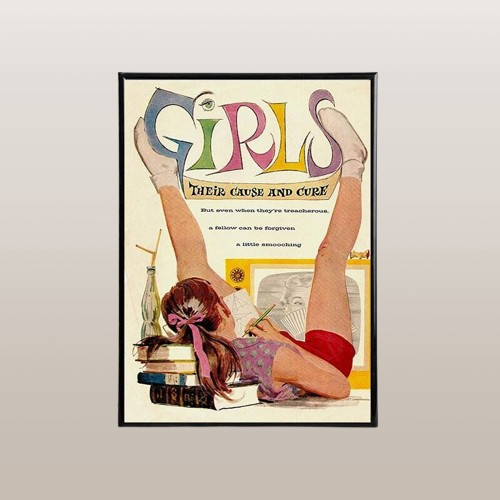 GiRLS
THEIR CAUSE AND CURE
But even when they're treacherous,
a fellow can be forgiven
a little smooching